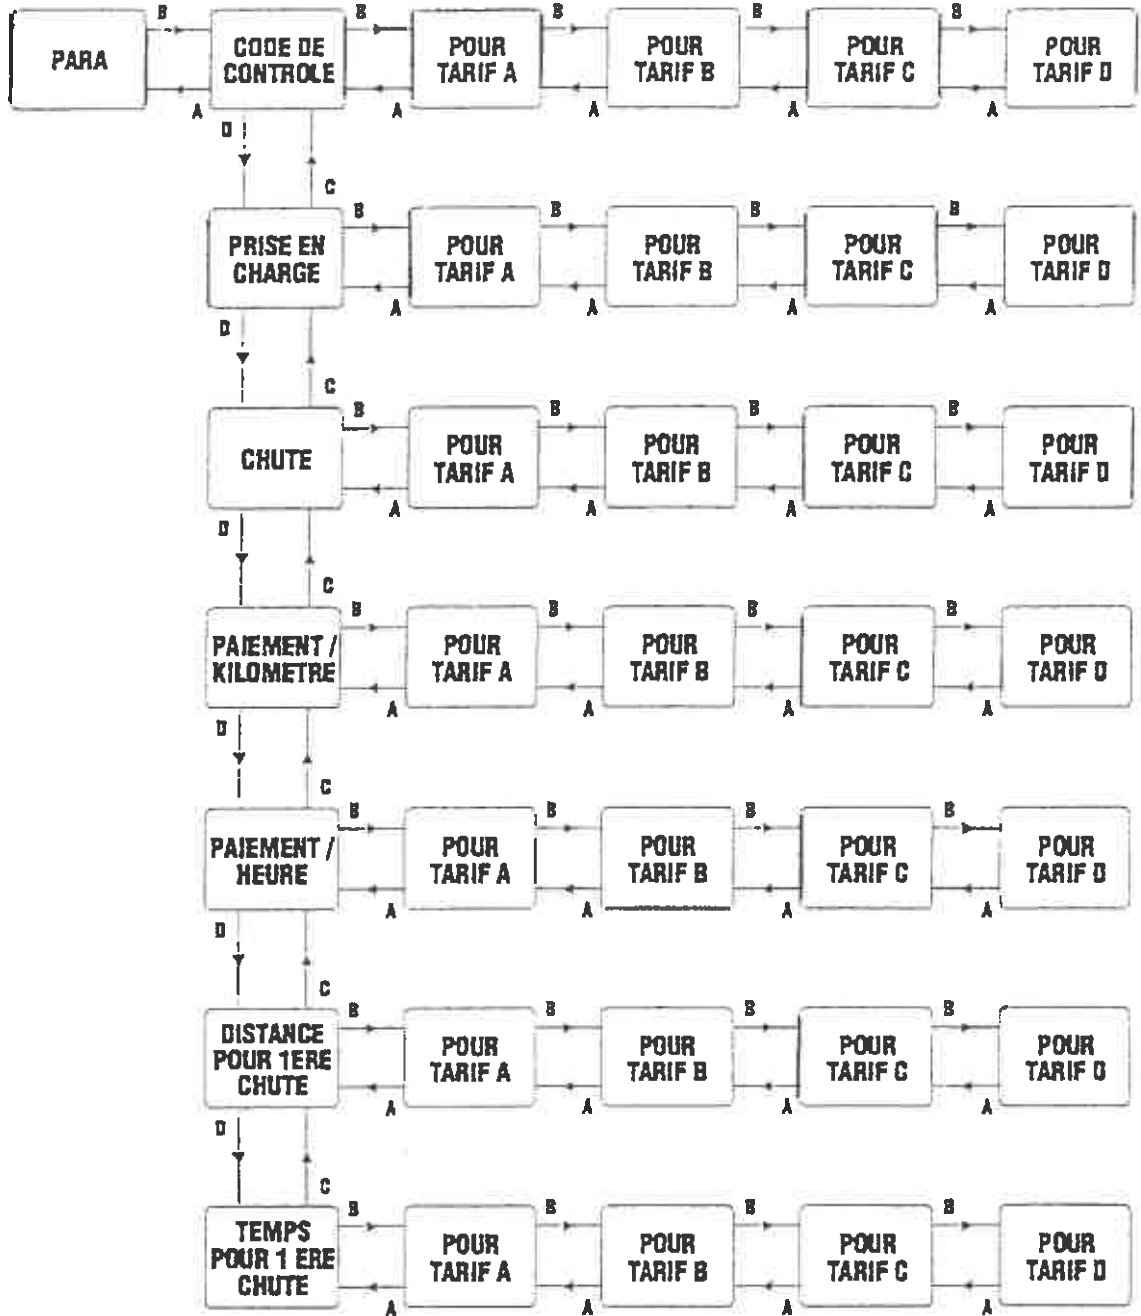 B B B B B
PARA
CODE DE
CONTROLE
POUR
TARIF A
POUR
TARIF B
POUR
TARIF C
POUR
TARIF D
A A A A A
D
C
B B B B
PRISE EN
CHARGE
POUR
TARIF A
POUR
TARIF B
POUR
TARIF C
POUR
TARIF D
A A A A
D
C
B B B B
CHUTE
POUR
TARIF A
POUR
TARIF B
POUR
TARIF C
POUR
TARIF D
A A A A
D
C
B B B B
PAIEMENT /
KILOMETRE
POUR
TARIF A
POUR
TARIF B
POUR
TARIF C
POUR
TARIF D
A A A A
D
C
B B B B
PAIEMENT /
HEURE
POUR
TARIF A
POUR
TARIF B
POUR
TARIF C
POUR
TARIF D
A A A A
D
C
B B B B
DISTANCE
POUR 1ERE
CHUTE
POUR
TARIF A
POUR
TARIF B
POUR
TARIF C
POUR
TARIF D
A A A A
D
C
B B B B
TEMPS
POUR 1 ERE
CHUTE
POUR
TARIF A
POUR
TARIF B
POUR
TARIF C
POUR
TARIF D
A A A A